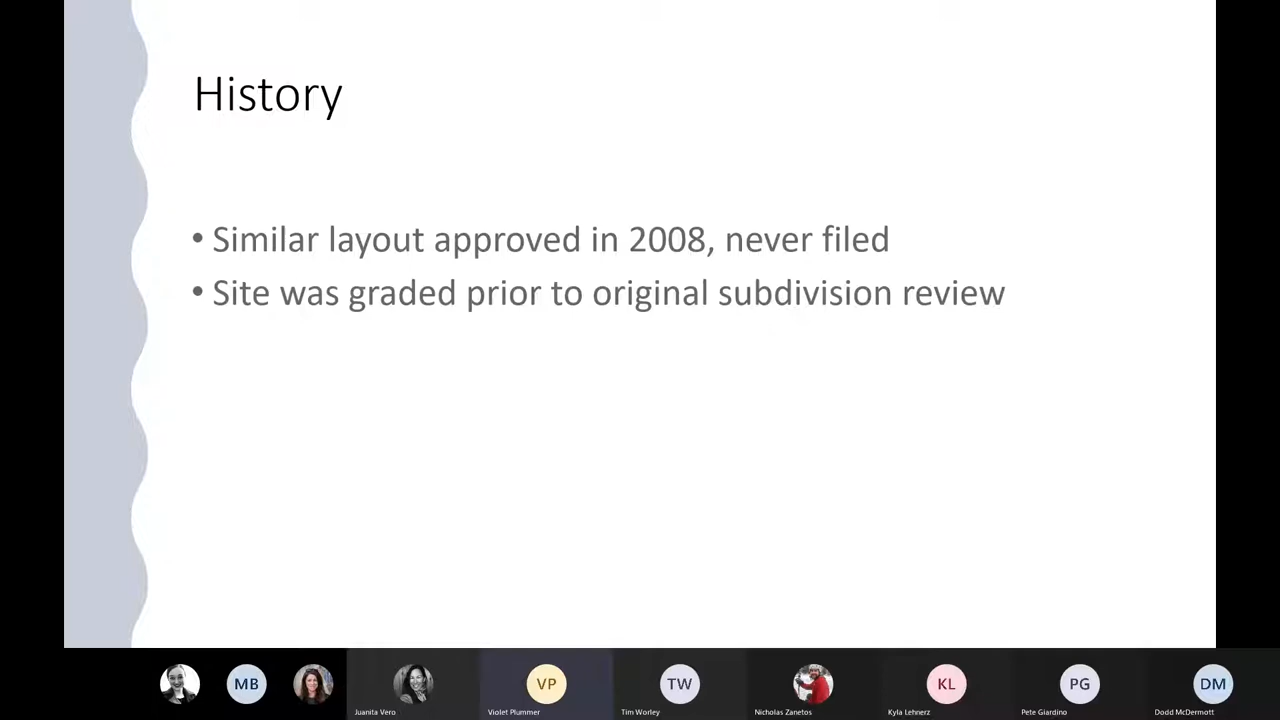 History
• Similar layout approved in 2008, never filed
• Site was graded prior to original subdivision review
MB
VP
TW
KL
PG
DM
Juanita Vero
Violet Plummer
Tim Worley
Nicholas Zanetos
Kyla Lehnerz
Pete Giardino
Dodd McDermott